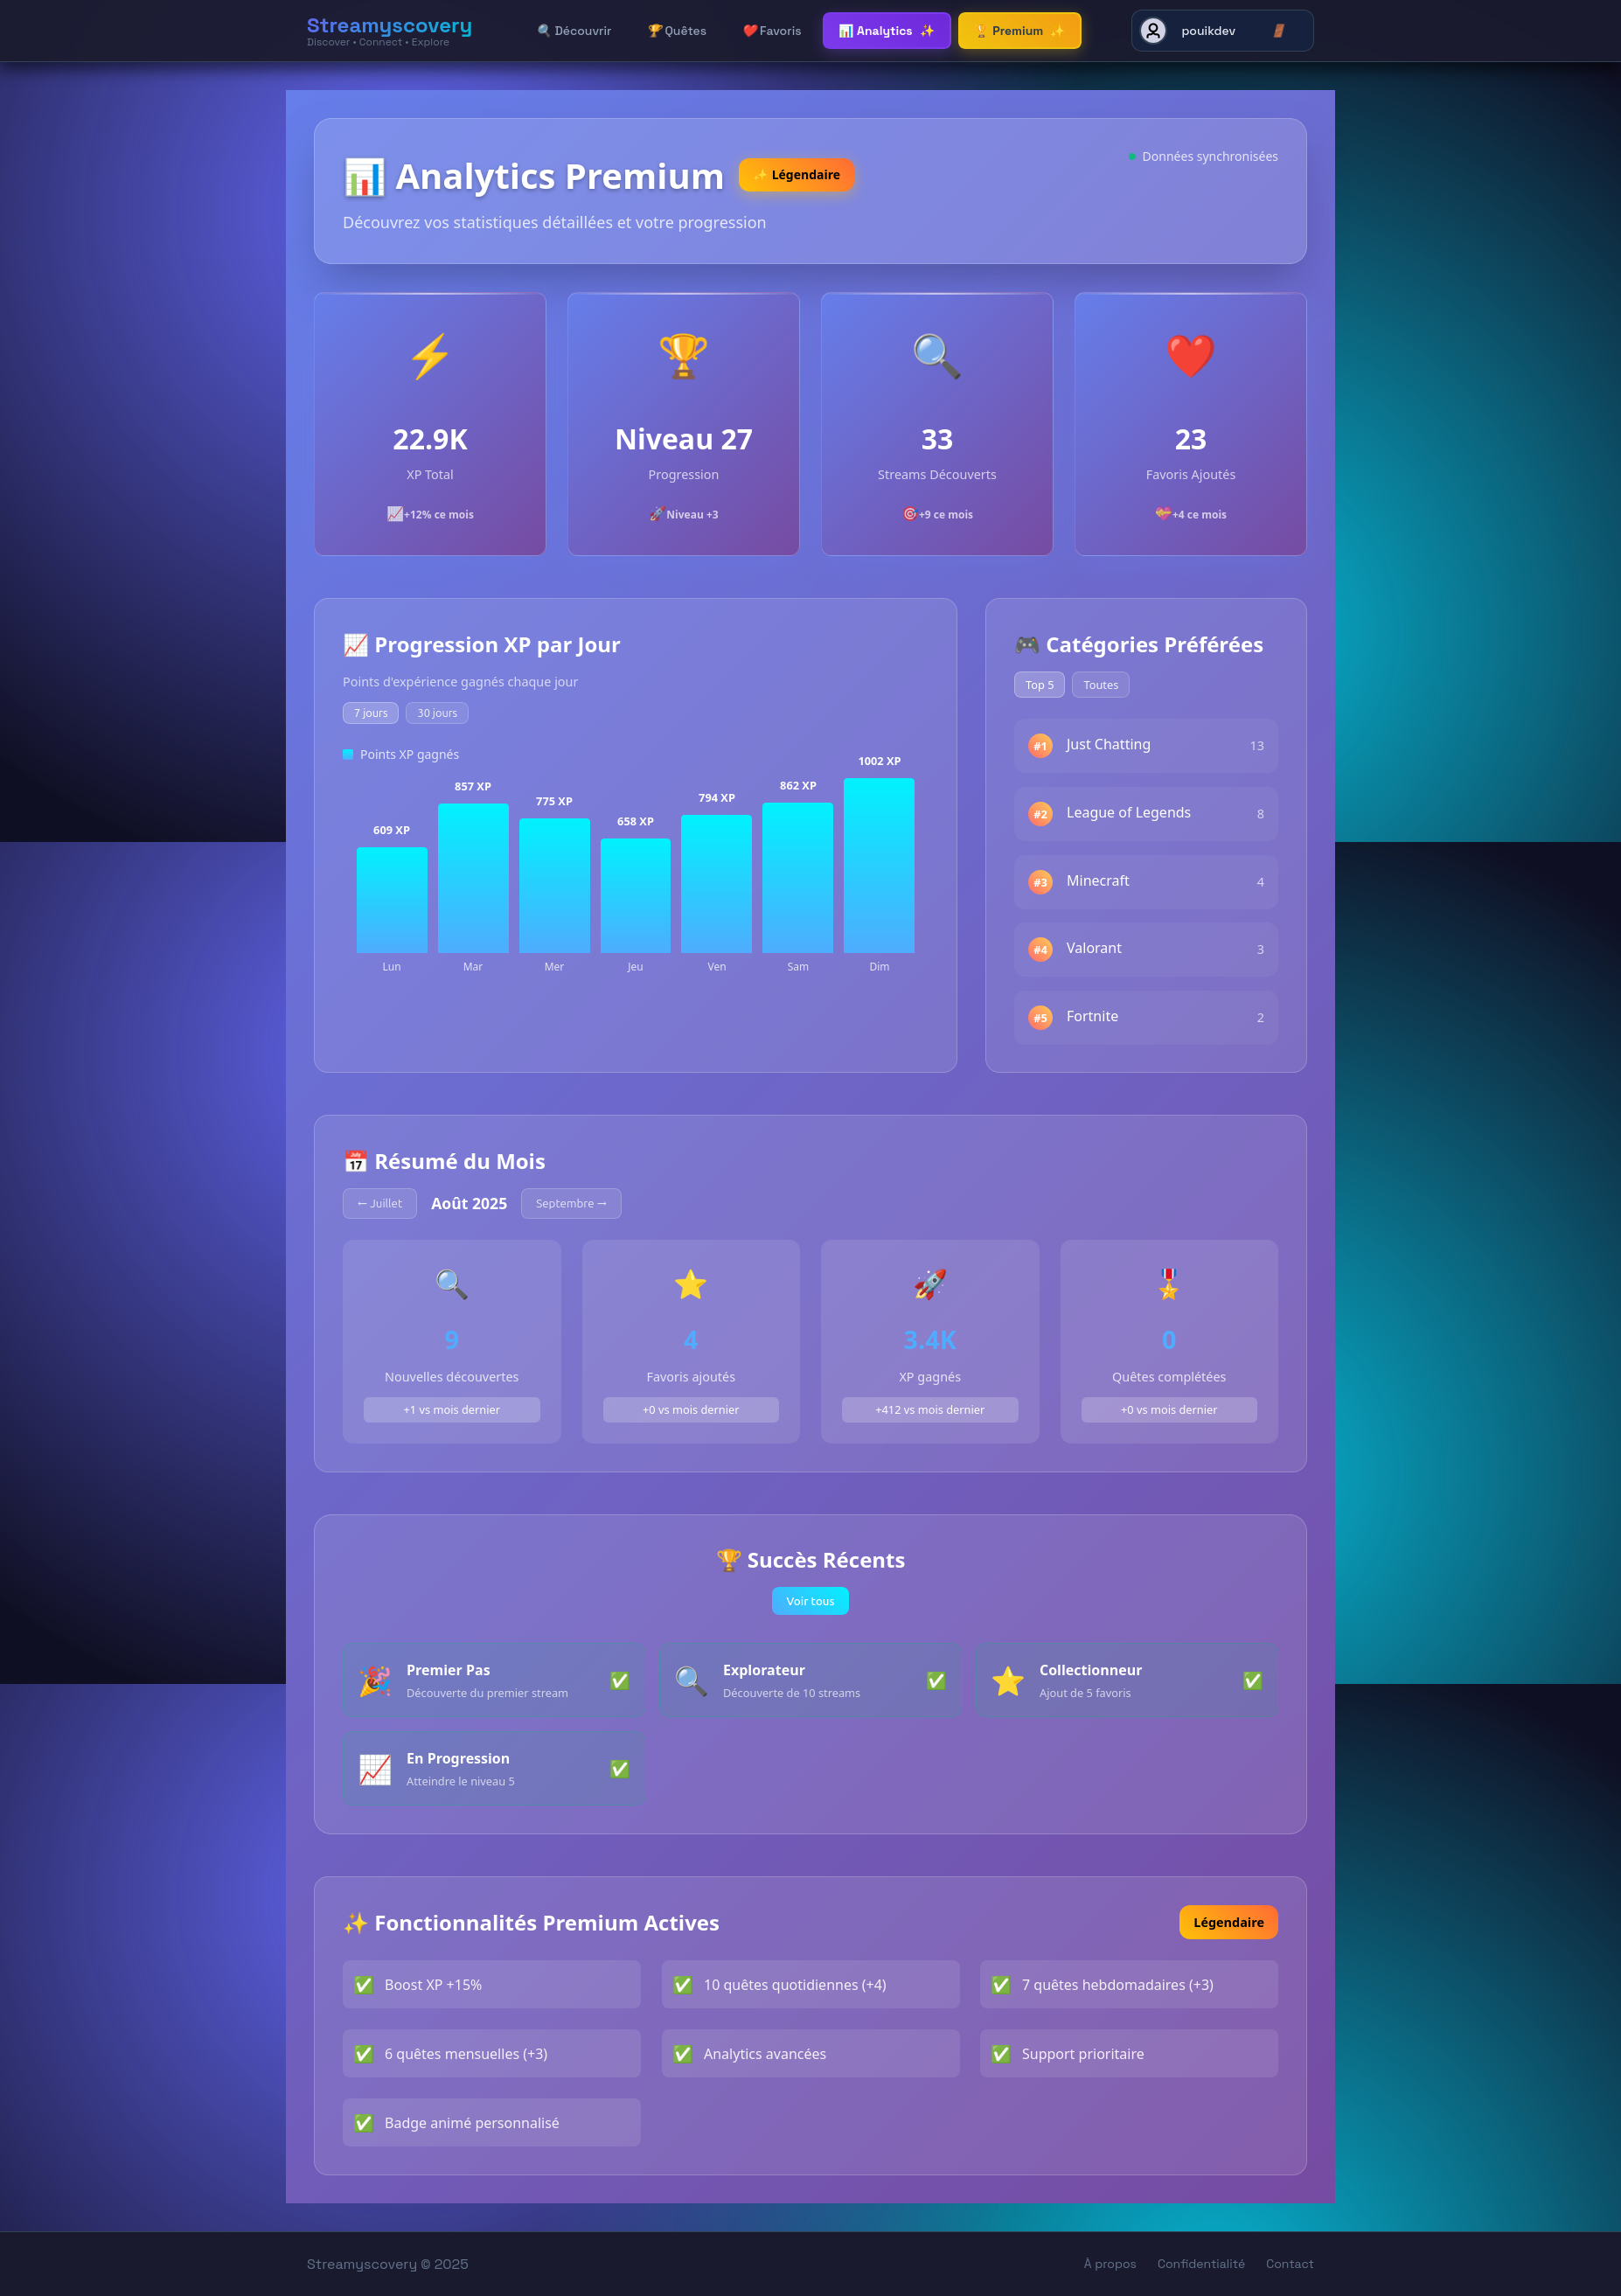 Streamyscovery
Discover • Connect • Explore
🔍 Découvrir
🏆 Quêtes
❤️ Favoris
📊 Analytics ✨
🏆 Premium ✨
pouikdev
🚪
📊 Analytics Premium
✨ Légendaire
Données synchronisées
Découvrez vos statistiques détaillées et votre progression
22.9K
XP Total
📈+12% ce mois
Niveau 27
Progression
🚀Niveau +3
33
Streams Découverts
🎯+9 ce mois
23
Favoris Ajoutés
💝+4 ce mois
📈 Progression XP par Jour
Points d'expérience gagnés chaque jour
7 jours
30 jours
Points XP gagnés
609 XP
857 XP
775 XP
658 XP
794 XP
862 XP
1002 XP
Lun
Mar
Mer
Jeu
Ven
Sam
Dim
🎮 Catégories Préférées
Top 5
Toutes
#1 Just Chatting 13
#2 League of Legends 8
#3 Minecraft 4
#4 Valorant 3
#5 Fortnite 2
📅 Résumé du Mois
← Juillet
Août 2025
Septembre →
9
Nouvelles découvertes
+1 vs mois dernier
4
Favoris ajoutés
+0 vs mois dernier
3.4K
XP gagnés
+412 vs mois dernier
0
Quêtes complétées
+0 vs mois dernier
🏆 Succès Récents
Voir tous
Premier Pas
Découverte du premier stream
Explorateur
Découverte de 10 streams
Collectionneur
Ajout de 5 favoris
En Progression
Atteindre le niveau 5
✨ Fonctionnalités Premium Actives
Légendaire
✅ Boost XP +15%
✅ 10 quêtes quotidiennes (+4)
✅ 7 quêtes hebdomadaires (+3)
✅ 6 quêtes mensuelles (+3)
✅ Analytics avancées
✅ Support prioritaire
✅ Badge animé personnalisé
Streamyscovery © 2025
À propos
Confidentialité
Contact